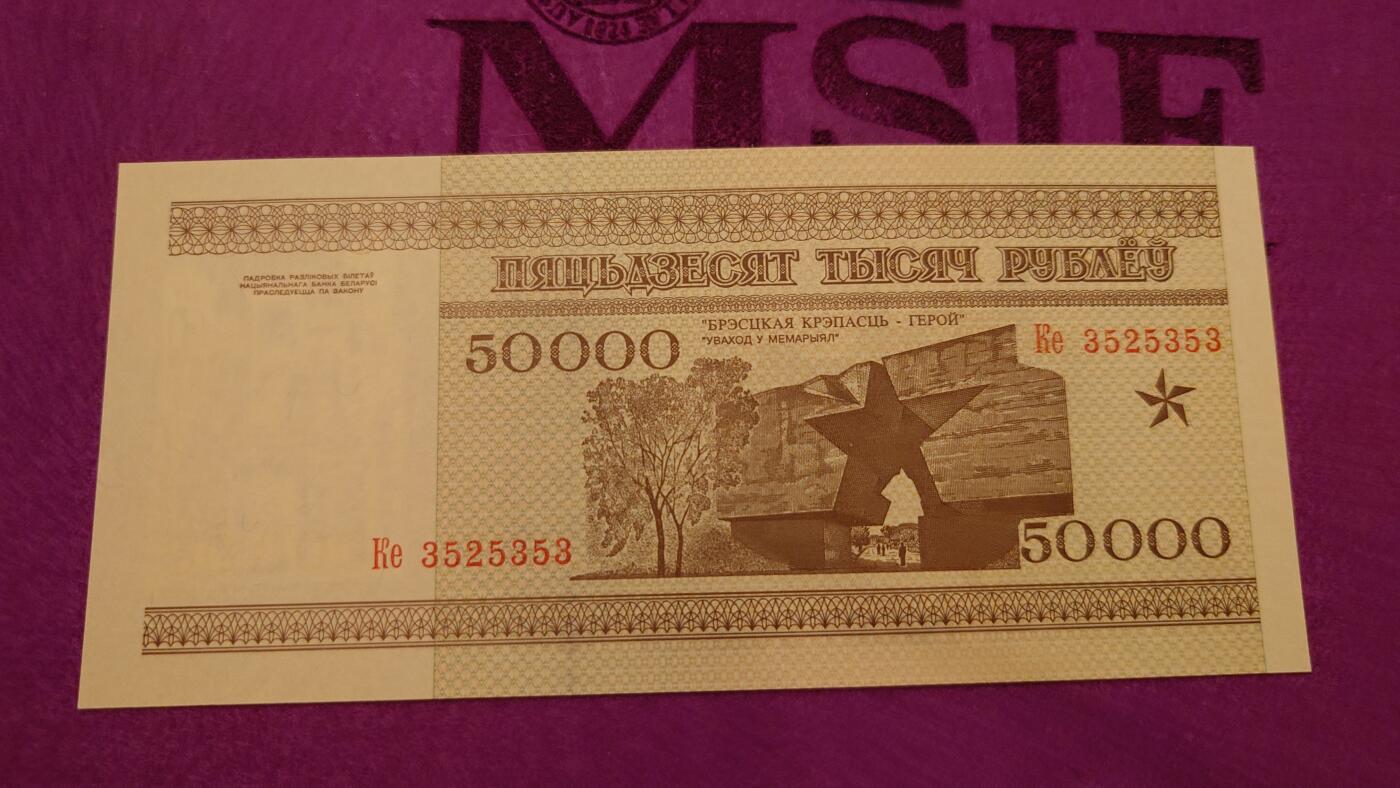 MSIF
ПЯЦЬДЗЕСЯТ ТЫСЯЧ РУБЛЁЎ
ПАДРОБКА РАЗЛІКОВЫХ БІЛЕТАЎ
НАЦЫЯНАЛЬНАГА БАНКА БЕЛАРУСІ
ПРАСЛЕДУЕЦЦА ПА ЗАКОНУ
50000
"БРЭСЦКАЯ КРЭПАСЦЬ - ГЕРОЙ"
"УВАХОД У МЕМАРЫЯЛ"
Ке 3525353
Ке 3525353
50000